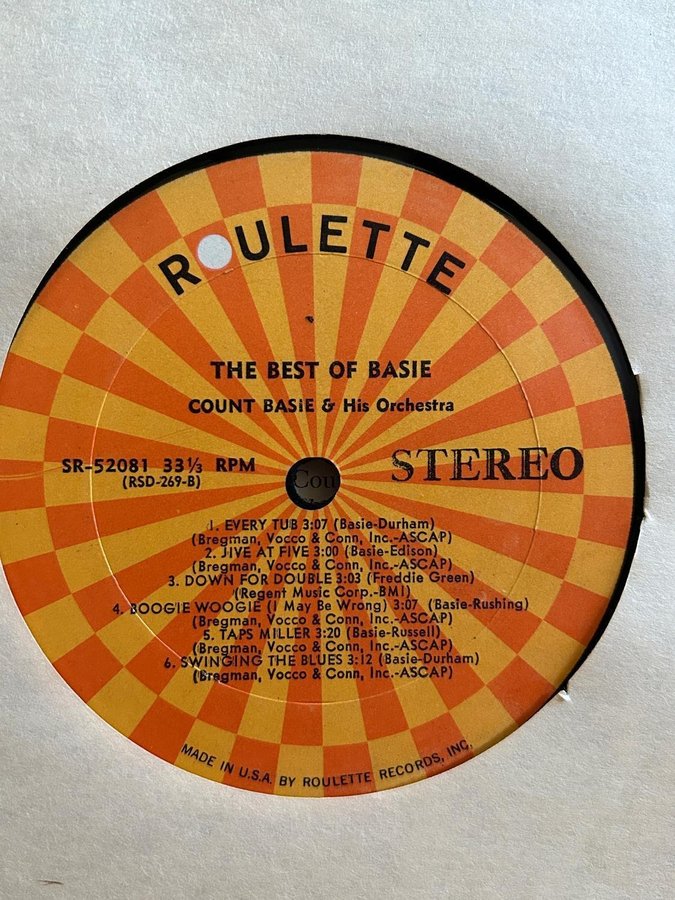 ROULETTE
THE BEST OF BASIE
COUNT BASIE & His Orchestra
SR-52081 33⅓ RPM
(RSD-269-B)
STEREO
Cou
1. EVERY TUB 3:07 (Basie-Durham)
(Bregman, Vocco & Conn, Inc.-ASCAP)
2. JIVE AT FIVE 3:00 (Basie-Edison)
(Bregman, Vocco & Conn, Inc.-ASCAP)
3. DOWN FOR DOUBLE 3:03 (Freddie Green)
(Regent Music Corp.-BMI)
4. BOOGIE WOOGIE (I May Be Wrong) 3:07 (Basie-Rushing)
(Bregman, Vocco & Conn, Inc.-ASCAP)
5. TAPS MILLER 3:20 (Basie-Russell)
(Bregman, Vocco & Conn, Inc.-ASCAP)
6. SWINGING THE BLUES 3:12 (Basie-Durham)
(Bregman, Vocco & Conn, Inc.-ASCAP)
MADE IN U.S.A. BY ROULETTE RECORDS, INC.